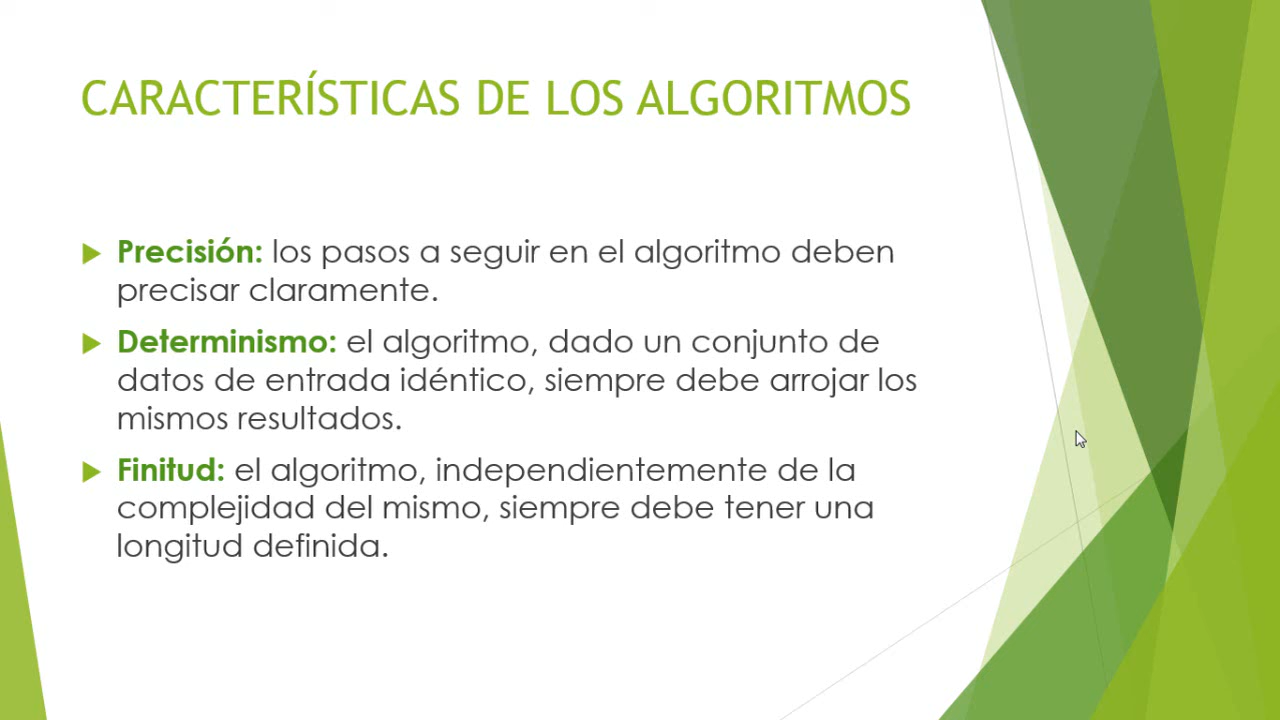 CARACTERÍSTICAS DE LOS ALGORITMOS
Precisión: los pasos a seguir en el algoritmo deben
precisar claramente.
Determinismo: el algoritmo, dado un conjunto de
datos de entrada idéntico, siempre debe arrojar los
mismos resultados.
Finitud: el algoritmo, independientemente de la
complejidad del mismo, siempre debe tener una
longitud definida.